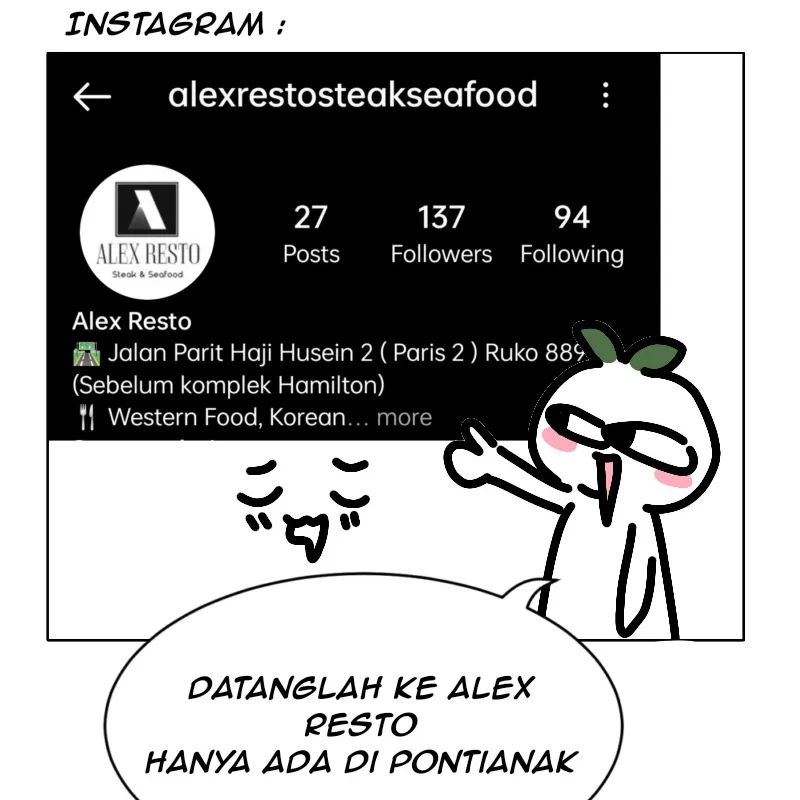 INSTAGRAM :
alexrestosteakseafood
ALEX RESTO
Steak & Seafood
27
137
94
Posts
Followers
Following
Alex Resto
Jalan Parit Haji Husein 2 ( Paris 2 ) Ruko 889
(Sebelum komplek Hamilton)
Western Food, Korean... more
DATANGLAH KE ALEX
RESTO
HANYA ADA DI PONTIANAK